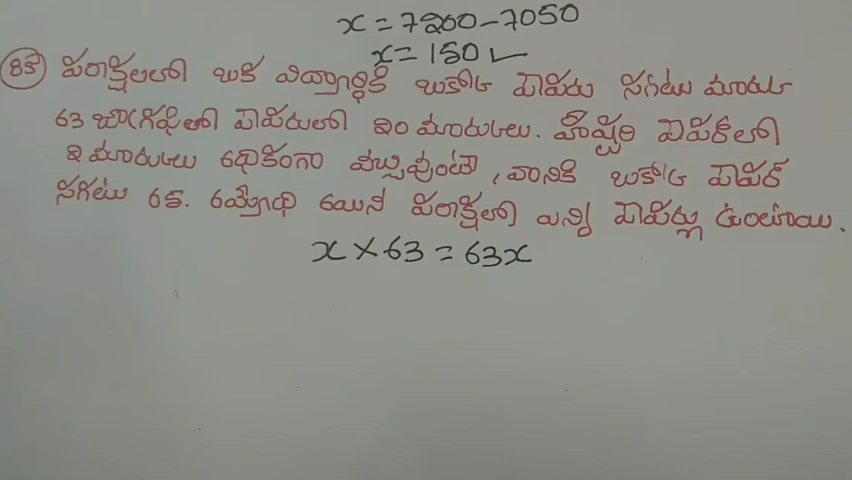 x = 7200 - 7050
x = 150 ✓
83 పరీక్షలలో ఒక విద్యార్థికి ఒకొక్క పేపరు సగటు మార్కు
63 జాగ్రఫీలో పేపరులో 20 మార్కులు. హిస్టరీ పేపరులో
2 మార్కులు అధికంగా వచ్చివుంటే, వానికి ఒకొక్క పేపర్
సగటు 65. అయిన పరీక్షలో ఎన్ని పేపర్లు ఉంటాయి.
x × 63 = 63x